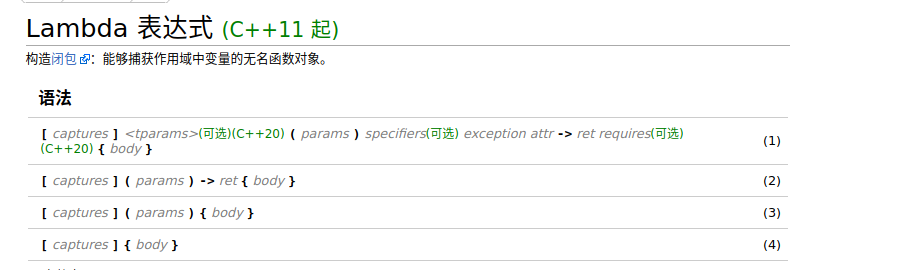 Lambda 表达式 (C++11 起)
构造闭包：能够捕获作用域中变量的无名函数对象。
语法
[ captures ] <tparams>(可选)(C++20) ( params ) specifiers(可选) exception attr -> ret requires(可选)
(C++20) { body } (1)
[ captures ] ( params ) -> ret { body } (2)
[ captures ] ( params ) { body } (3)
[ captures ] { body } (4)